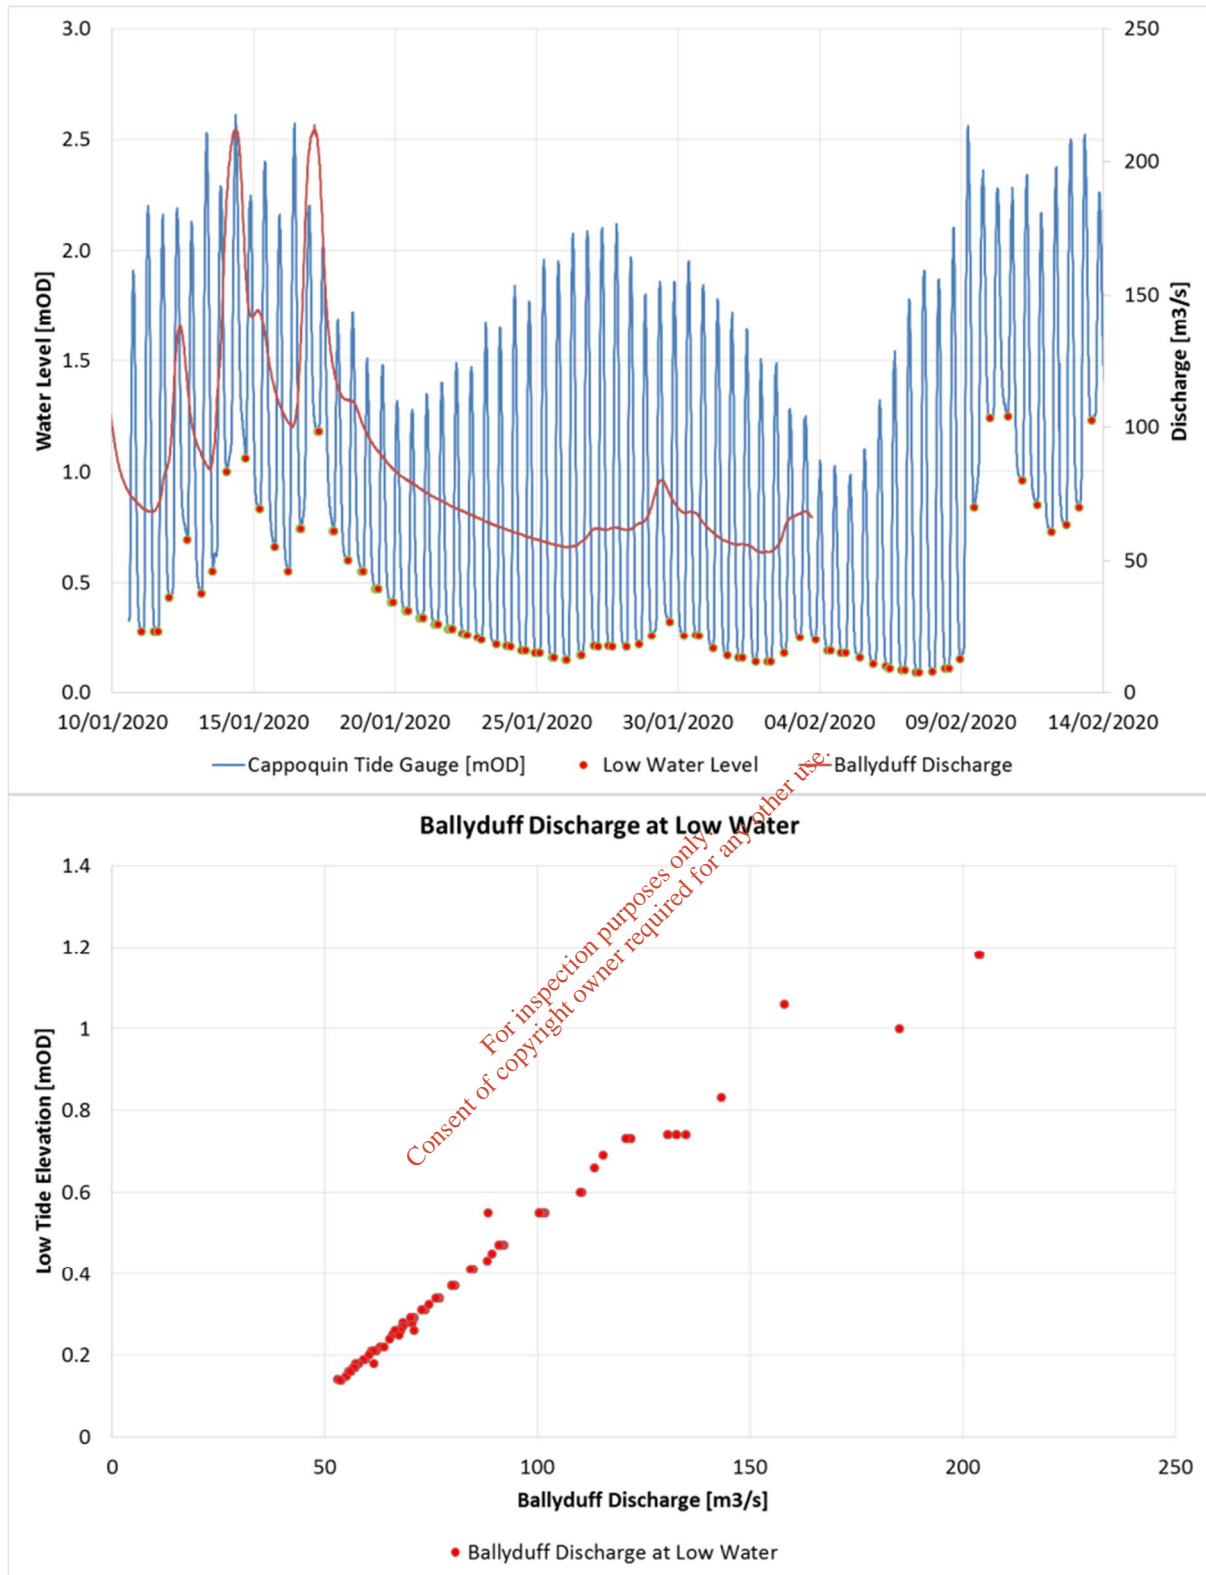 3.0
2.5
2.0
1.5
1.0
0.5
0.0
Water Level [mOD]
250
200
150
100
50
0
Discharge [m3/s]
10/01/2020 15/01/2020 20/01/2020 25/01/2020 30/01/2020 04/02/2020 09/02/2020 14/02/2020
Cappoquin Tide Gauge [mOD] Low Water Level Ballyduff Discharge
For inspection purposes only.
Consent of copyright owner required for any other use.
Ballyduff Discharge at Low Water
1.4
1.2
1
0.8
0.6
0.4
0.2
0
Low Tide Elevation [mOD]
0 50 100 150 200 250
Ballyduff Discharge [m3/s]
Ballyduff Discharge at Low Water